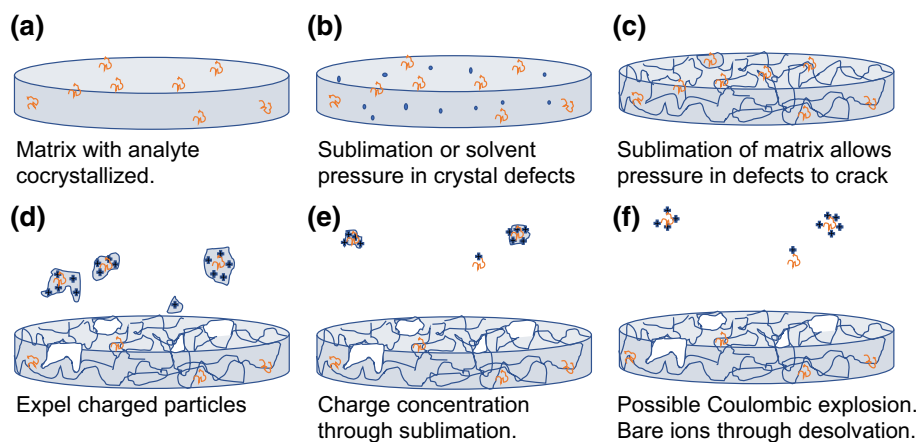 (a)
Matrix with analyte
cocrystallized.
(b)
Sublimation or solvent
pressure in crystal defects
(c)
Sublimation of matrix allows
pressure in defects to crack
(d)
Expel charged particles
(e)
Charge concentration
through sublimation.
(f)
Possible Coulombic explosion.
Bare ions through desolvation.